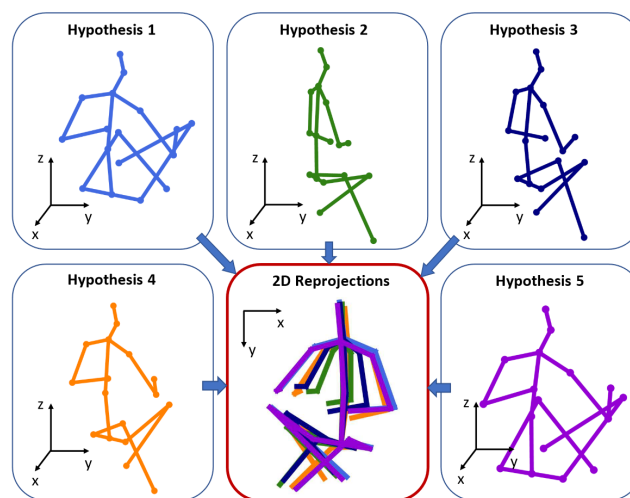 Hypothesis 1
Hypothesis 2
Hypothesis 3
z
y
x
z
y
x
z
y
x
Hypothesis 4
2D Reprojections
Hypothesis 5
x
y
z
y
x
z
y
x